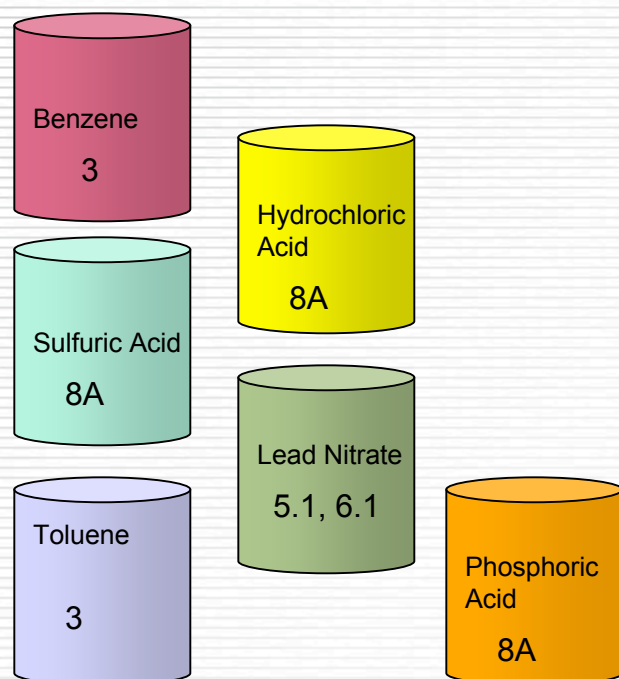 Benzene
3
Hydrochloric
Acid
8A
Sulfuric Acid
8A
Lead Nitrate
5.1, 6.1
Toluene
3
Phosphoric
Acid
8A